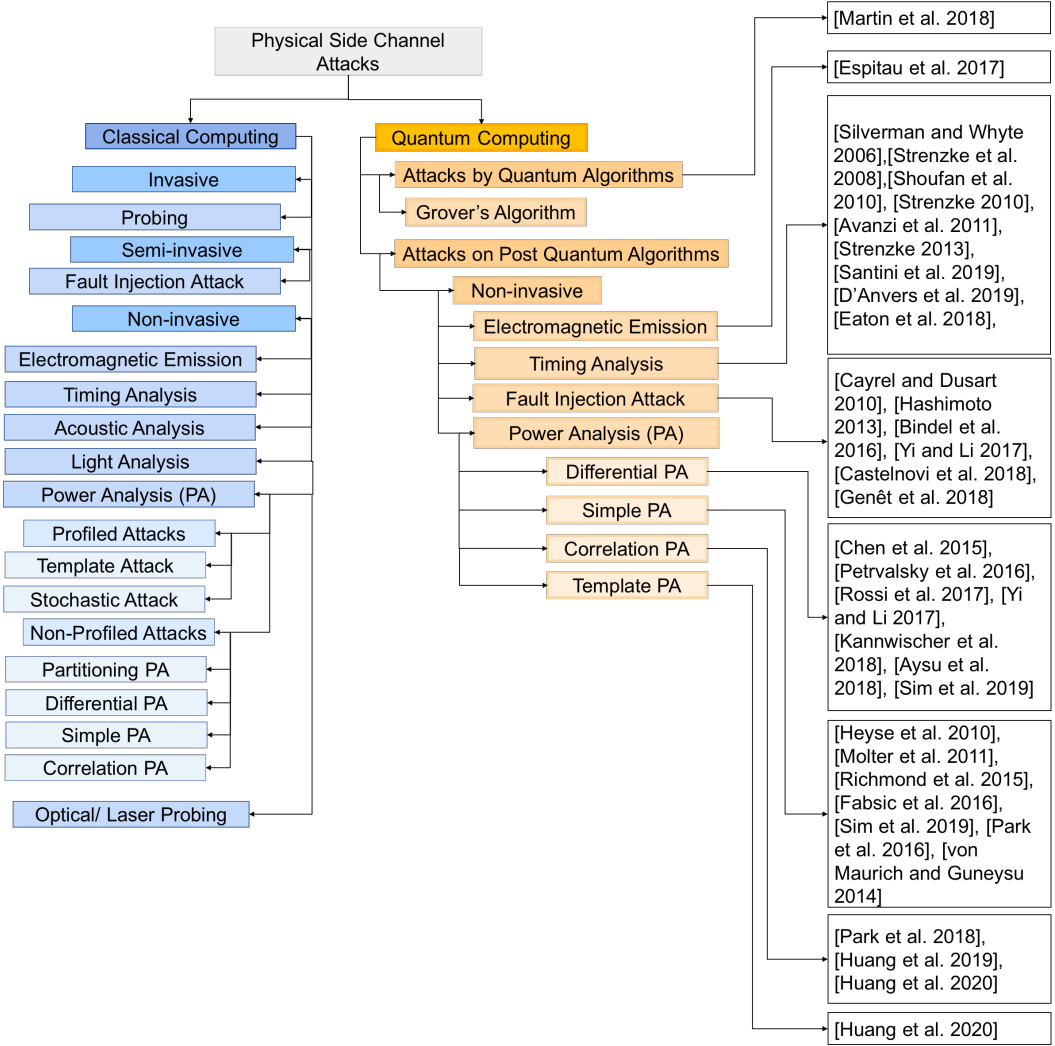 Physical Side Channel
Attacks
Classical Computing
Invasive
Probing
Semi-invasive
Fault Injection Attack
Non-invasive
Electromagnetic Emission
Timing Analysis
Acoustic Analysis
Light Analysis
Power Analysis (PA)
Profiled Attacks
Template Attack
Stochastic Attack
Non-Profiled Attacks
Partitioning PA
Differential PA
Simple PA
Correlation PA
Optical/ Laser Probing
Quantum Computing
Attacks by Quantum Algorithms
Grover's Algorithm
Attacks on Post Quantum Algorithms
Non-invasive
Electromagnetic Emission
Timing Analysis
Fault Injection Attack
Power Analysis (PA)
Differential PA
Simple PA
Correlation PA
Template PA
[Martin et al. 2018]
[Espitau et al. 2017]
[Silverman and Whyte
2006],[Strenzke et al.
2008],[Shoufan et al.
2010], [Strenzke 2010],
[Avanzi et al. 2011],
[Strenzke 2013],
[Santini et al. 2019],
[D'Anvers et al. 2019],
[Eaton et al. 2018],
[Cayrel and Dusart
2010], [Hashimoto
2013], [Bindel et al.
2016], [Yi and Li 2017],
[Castelnovi et al. 2018],
[Genêt et al. 2018]
[Chen et al. 2015],
[Petrvalsky et al. 2016],
[Rossi et al. 2017], [Yi
and Li 2017],
[Kannwischer et al.
2018], [Aysu et al.
2018], [Sim et al. 2019]
[Heyse et al. 2010],
[Molter et al. 2011],
[Richmond et al. 2015],
[Fabsic et al. 2016],
[Sim et al. 2019], [Park
et al. 2016], [von
Maurich and Guneysu
2014]
[Park et al. 2018],
[Huang et al. 2019],
[Huang et al. 2020]
[Huang et al. 2020]